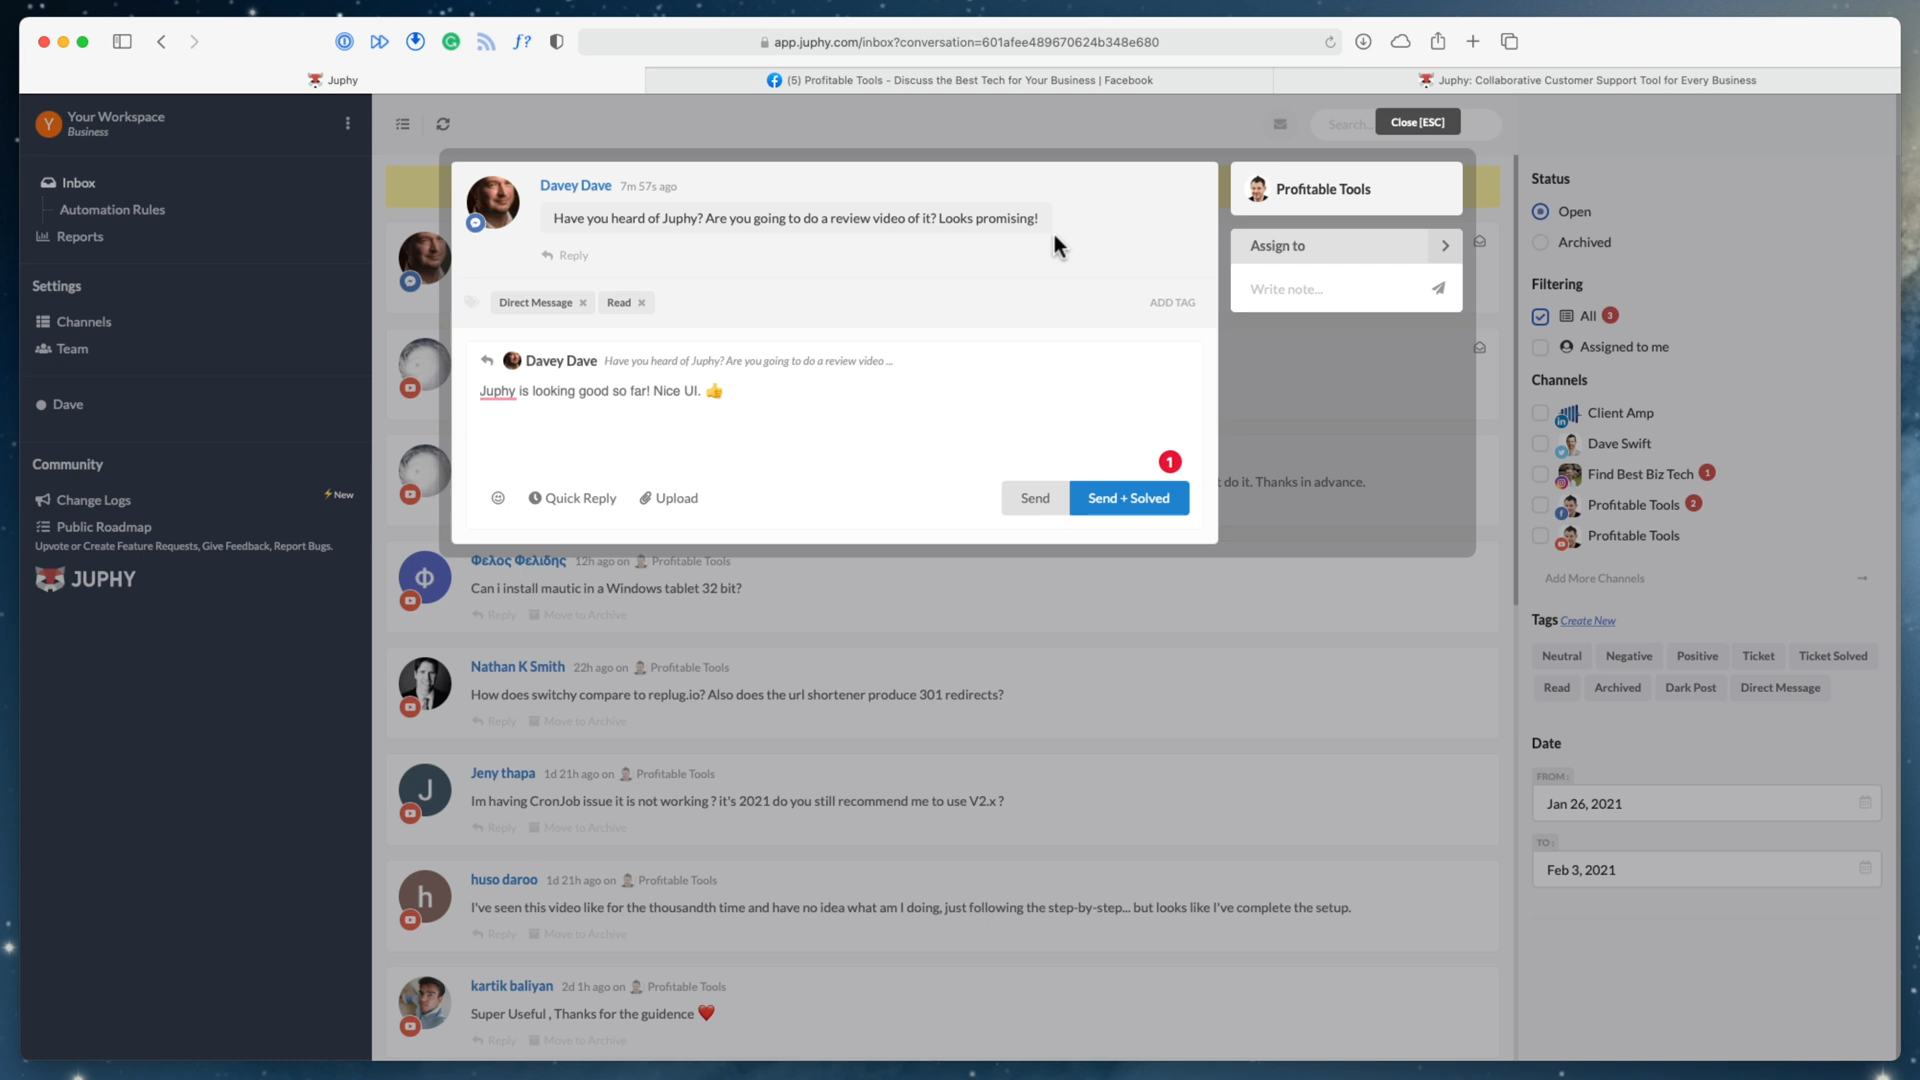 app.juphy.com/inbox?conversation=601afee489670624b348e680
Juphy
(5) Profitable Tools - Discuss the Best Tech for Your Business | Facebook
Juphy: Collaborative Customer Support Tool for Every Business
Y
Your Workspace
Business
Inbox
Automation Rules
Reports
Settings
Channels
Team
Dave
Community
Change Logs
⚡New
Public Roadmap
Upvote or Create Feature Requests, Give Feedback, Report Bugs.
JUPHY
Search...
Close [ESC]
Davey Dave 7m 57s ago
Have you heard of Juphy? Are you going to do a review video of it? Looks promising!
Reply
Direct Message ×
Read ×
ADD TAG
Davey Dave Have you heard of Juphy? Are you going to do a review video ...
Juphy is looking good so far! Nice UI. 👍
1
Quick Reply
Upload
Send
Send + Solved
Profitable Tools
Assign to
Write note...
t do it. Thanks in advance.
Φ
Φελος Φελιδης 12h ago on Profitable Tools
Can i install mautic in a Windows tablet 32 bit?
Reply Move to Archive
Nathan K Smith 22h ago on Profitable Tools
How does switchy compare to replug.io? Also does the url shortener produce 301 redirects?
Reply Move to Archive
J
Jeny thapa 1d 21h ago on Profitable Tools
Im having CronJob issue it is not working ? it's 2021 do you still recommend me to use V2.x ?
Reply Move to Archive
h
huso daroo 1d 21h ago on Profitable Tools
I've seen this video like for the thousandth time and have no idea what am I doing, just following the step-by-step... but looks like I've complete the setup.
Reply Move to Archive
kartik baliyan 2d 1h ago on Profitable Tools
Super Useful , Thanks for the guidence ❤️
Reply Move to Archive
Status
Open
Archived
Filtering
All 3
Assigned to me
Channels
Client Amp
Dave Swift
Find Best Biz Tech 1
Profitable Tools 2
Profitable Tools
Add More Channels →
Tags Create New
Neutral Negative Positive Ticket Ticket Solved
Read Archived Dark Post Direct Message
Date
FROM :
Jan 26, 2021
TO :
Feb 3, 2021